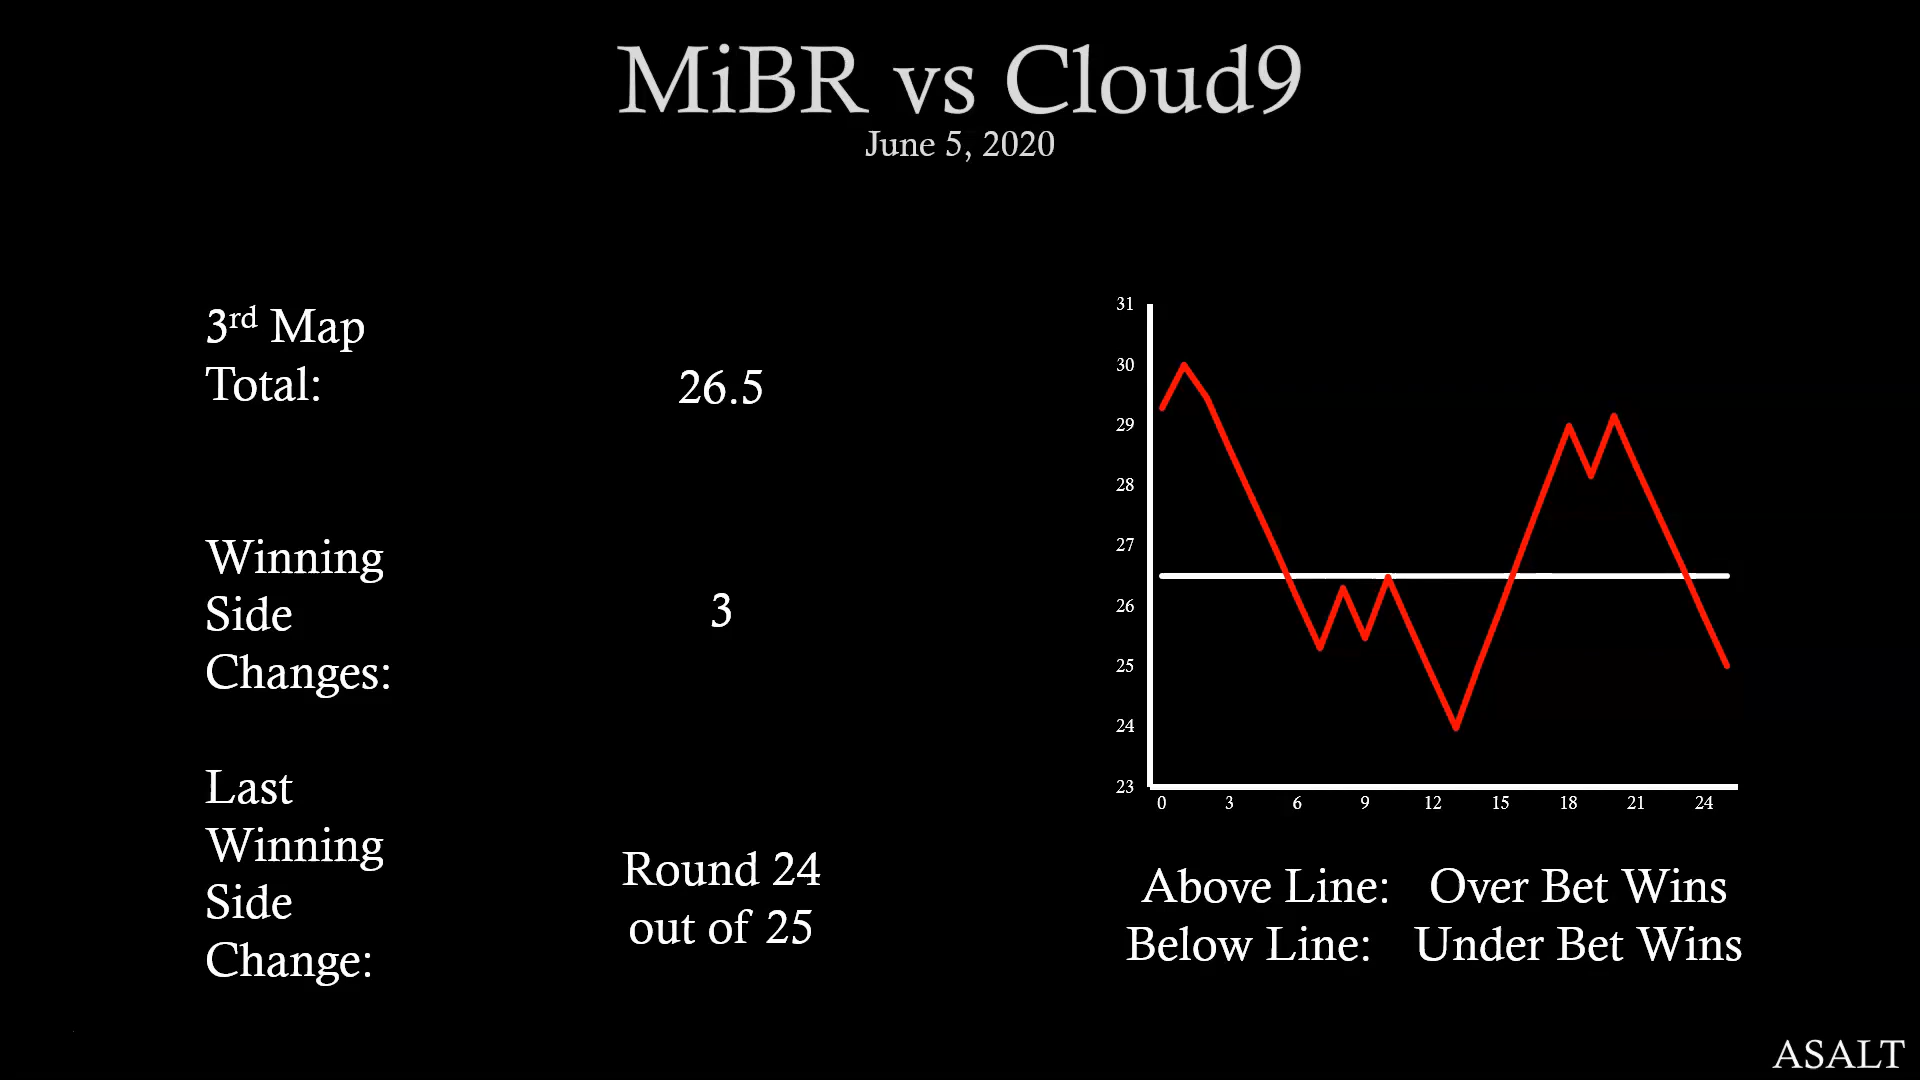 MiBR vs Cloud9
June 5, 2020
3rd Map
Total:
26.5
Winning
Side
Changes:
3
Last
Winning
Side
Change:
Round 24
out of 25
31
30
29
28
27
26
25
24
23
0 3 6 9 12 15 18 21 24
Above Line: Over Bet Wins
Below Line: Under Bet Wins
ASALT